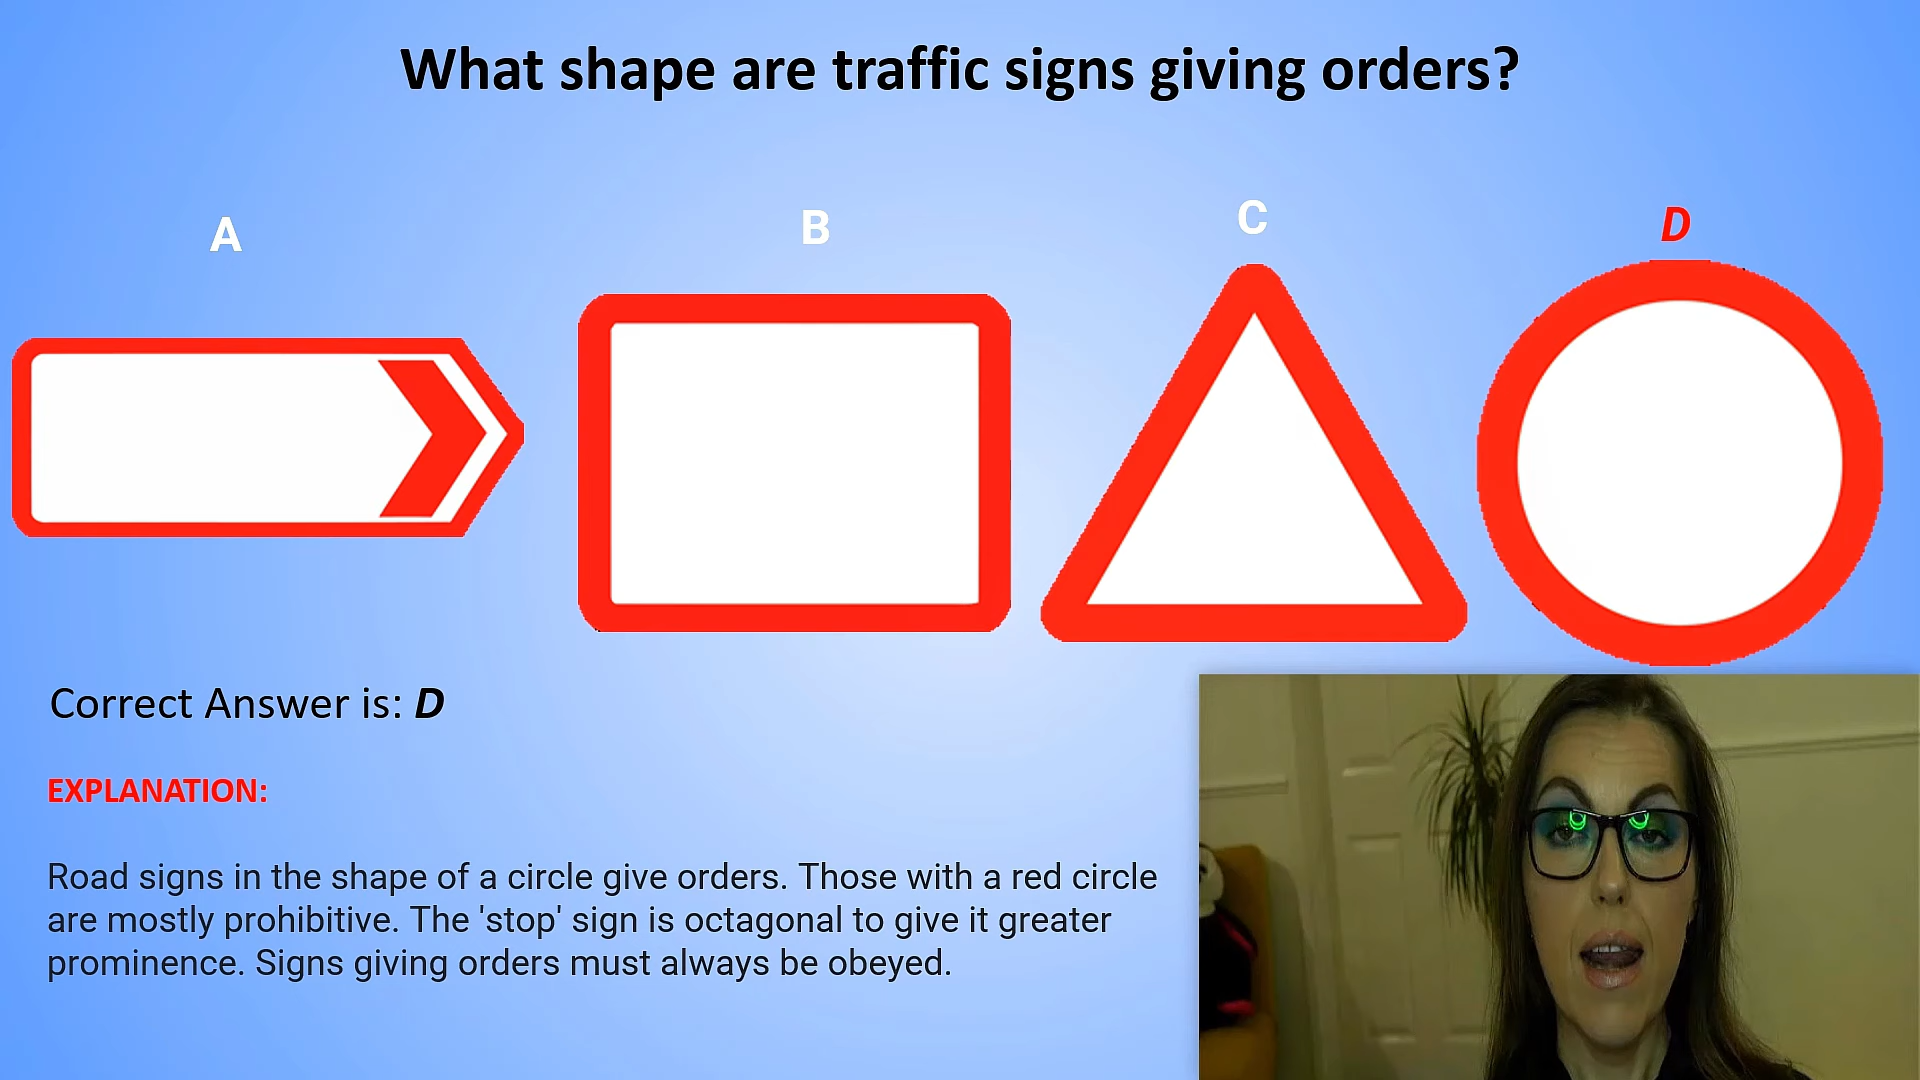 What shape are traffic signs giving orders?
A
B
C
D
Correct Answer is: D
EXPLANATION:
Road signs in the shape of a circle give orders. Those with a red circle
are mostly prohibitive. The 'stop' sign is octagonal to give it greater
prominence. Signs giving orders must always be obeyed.